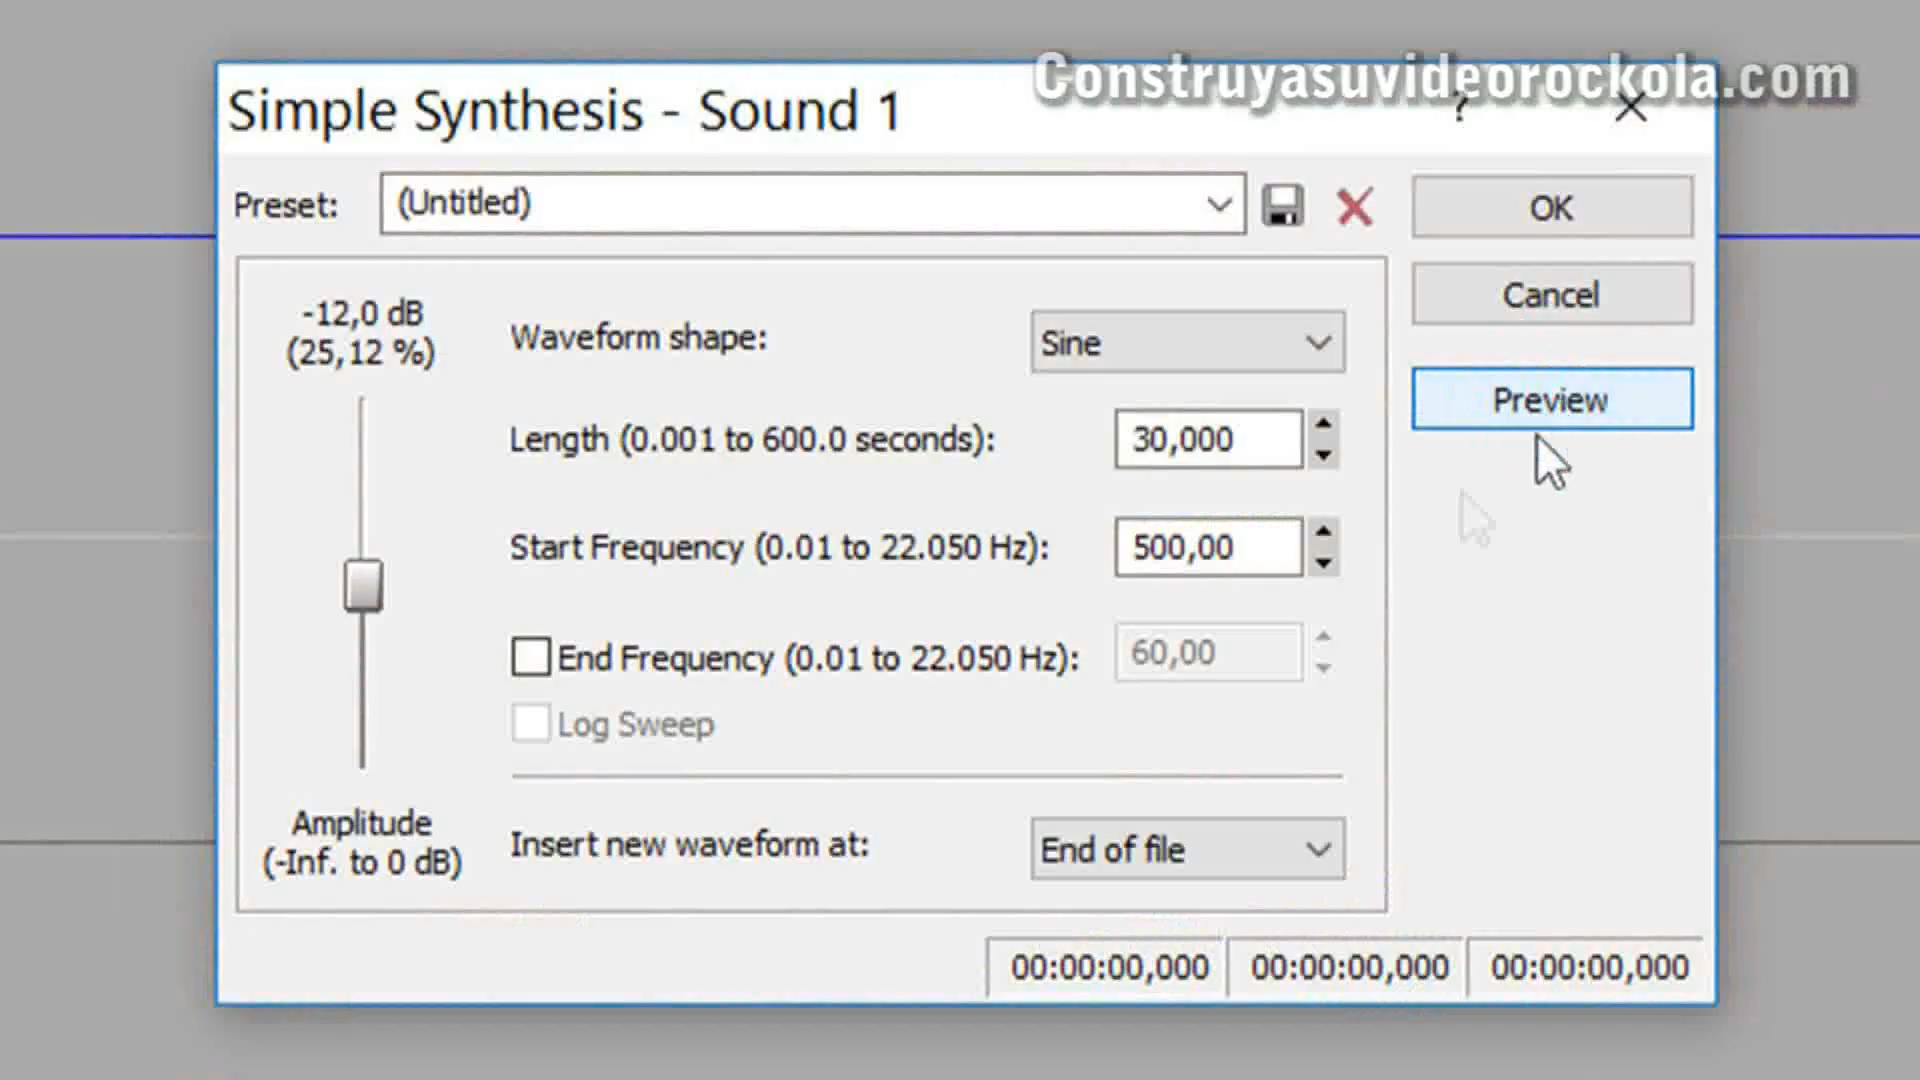 Construyasuvideorockola.com
Simple Synthesis - Sound 1
?
Preset:
(Untitled)
OK
Cancel
Preview
-12,0 dB
(25,12 %)
Waveform shape:
Sine
Length (0.001 to 600.0 seconds):
30,000
Start Frequency (0.01 to 22.050 Hz):
500,00
End Frequency (0.01 to 22.050 Hz):
60,00
Log Sweep
Amplitude
(-Inf. to 0 dB)
Insert new waveform at:
End of file
00:00:00,000
00:00:00,000
00:00:00,000